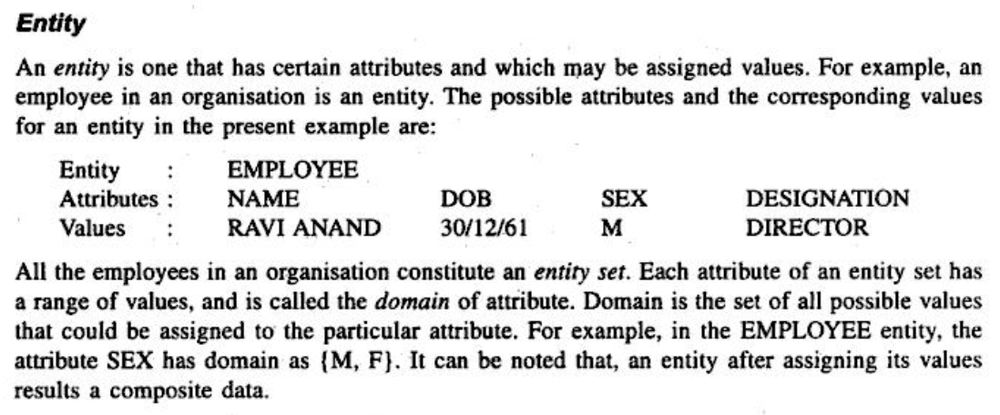 Entity
An entity is one that has certain attributes and which may be assigned values. For example, an
employee in an organisation is an entity. The possible attributes and the corresponding values
for an entity in the present example are:
Entity : EMPLOYEE
Attributes : NAME DOB SEX DESIGNATION
Values : RAVI ANAND 30/12/61 M DIRECTOR
All the employees in an organisation constitute an entity set. Each attribute of an entity set has
a range of values, and is called the domain of attribute. Domain is the set of all possible values
that could be assigned to the particular attribute. For example, in the EMPLOYEE entity, the
attribute SEX has domain as {M, F}. It can be noted that, an entity after assigning its values
results a composite data.